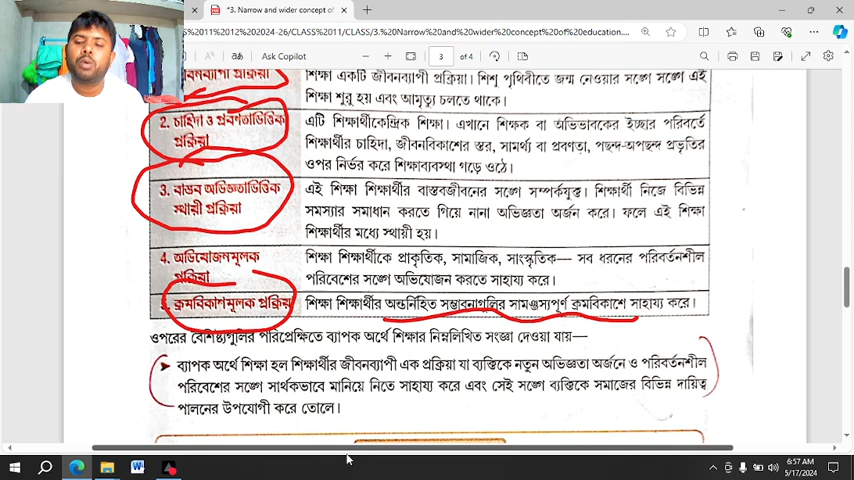 *3. Narrow and wider concept of
%2011%2012%202024-26/CLASS%2011/CLASS/3.%20Narrow%20and%20wider%20concept%20of%20education....
Ask Copilot
3 of 4
প্রক্রিয়া
শিক্ষা একটি জীবনব্যাপী প্রক্রিয়া। শিশু পৃথিবীতে জন্ম নেওয়ার সঙ্গে সঙ্গে এই
শিক্ষা শুরু হয় এবং আমৃত্যু চলতে থাকে।
2. চাহিদা ও প্রবণতাভিত্তিক
প্রক্রিয়া
এটি শিক্ষার্থীকেন্দ্রিক শিক্ষা। এখানে শিক্ষক বা অভিভাবকের ইচ্ছার পরিবর্তে
শিক্ষার্থীর চাহিদা, জীবনবিকাশের স্তর, সামর্থ্য বা প্রবণতা, পছন্দ-অপছন্দ প্রভৃতির
ওপর নির্ভর করে শিক্ষাব্যবস্থা গড়ে ওঠে।
3. বাস্তব অভিজ্ঞতাভিত্তিক
স্থায়ী প্রক্রিয়া
এই শিক্ষা শিক্ষার্থীর বাস্তবজীবনের সঙ্গে সম্পর্কযুক্ত। শিক্ষার্থী নিজে বিভিন্ন
সমস্যার সমাধান করতে গিয়ে নানা অভিজ্ঞতা অর্জন করে। ফলে এই শিক্ষা
শিক্ষার্থীর মধ্যে স্থায়ী হয়।
4. অভিযোজনমূলক
প্রক্রিয়া
শিক্ষা শিক্ষার্থীকে প্রাকৃতিক, সামাজিক, সাংস্কৃতিক— সব ধরনের পরিবর্তনশীল
পরিবেশের সঙ্গে অভিযোজন করতে সাহায্য করে।
ক্রমবিকাশমূলক প্রক্রিয়া
শিক্ষা শিক্ষার্থীর অন্তর্নিহিত সম্ভাবনাগুলির সামঞ্জস্যপূর্ণ ক্রমবিকাশে সাহায্য করে।
ওপরের বৈশিষ্ট্যগুলির পরিপ্রেক্ষিতে ব্যাপক অর্থে শিক্ষার নিম্নলিখিত সংজ্ঞা দেওয়া যায়—
➤ ব্যাপক অর্থে শিক্ষা হল শিক্ষার্থীর জীবনব্যাপী এক প্রক্রিয়া যা ব্যক্তিকে নতুন অভিজ্ঞতা অর্জনে ও পরিবর্তনশীল
পরিবেশের সঙ্গে সার্থকভাবে মানিয়ে নিতে সাহায্য করে এবং সেই সঙ্গে ব্যক্তিকে সমাজের বিভিন্ন দায়িত্ব
পালনের উপযোগী করে তোলে।
6:57 AM
5/17/2024